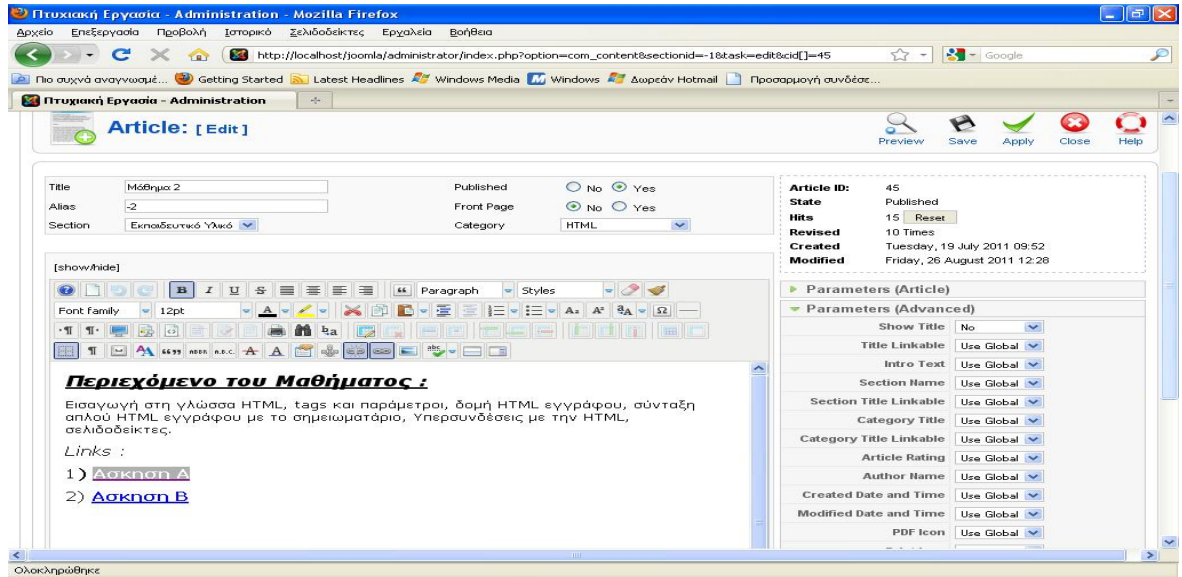 Πτυχιακή Εργασία - Administration - Mozilla Firefox
Αρχείο Επεξεργασία Προβολή Ιστορικό Σελιδοδείκτες Εργαλεία Βοήθεια
http://localhost/joomla/administrator/index.php?option=com_content&sectionid=-1&task=edit&cid[]=45
Google
Πιο συχνά αναγνωσμέ... Getting Started Latest Headlines Windows Media Windows Δωρεάν Hotmail Προσαρμογή συνδέσε...
Πτυχιακή Εργασία - Administration
Article: [ Edit ]
Preview Save Apply Close Help
Title Μάθημα 2 Published No Yes
Alias -2 Front Page No Yes
Section Εκπαιδευτικό Υλικό Category HTML
Article ID: 45
State Published
Hits 15 Reset
Revised 10 Times
Created Tuesday, 19 July 2011 09:52
Modified Friday, 26 August 2011 12:28
[show/hide]
B I U S Paragraph Styles
Font family 12pt
Περιεχόμενο του Μαθήματος :
Εισαγωγή στη γλώσσα HTML, tags και παράμετροι, δομή HTML εγγράφου, σύνταξη
απλού HTML εγγράφου με το σημειωματάριο, Υπερσυνδέσεις με την HTML,
σελιδοδείκτες.
Links :
1) Ασκηση Α
2) Ασκηση Β
Parameters (Article)
Parameters (Advanced)
Show Title No
Title Linkable Use Global
Intro Text Use Global
Section Name Use Global
Section Title Linkable Use Global
Category Title Use Global
Category Title Linkable Use Global
Article Rating Use Global
Author Name Use Global
Created Date and Time Use Global
Modified Date and Time Use Global
PDF Icon Use Global
Ολοκληρώθηκε